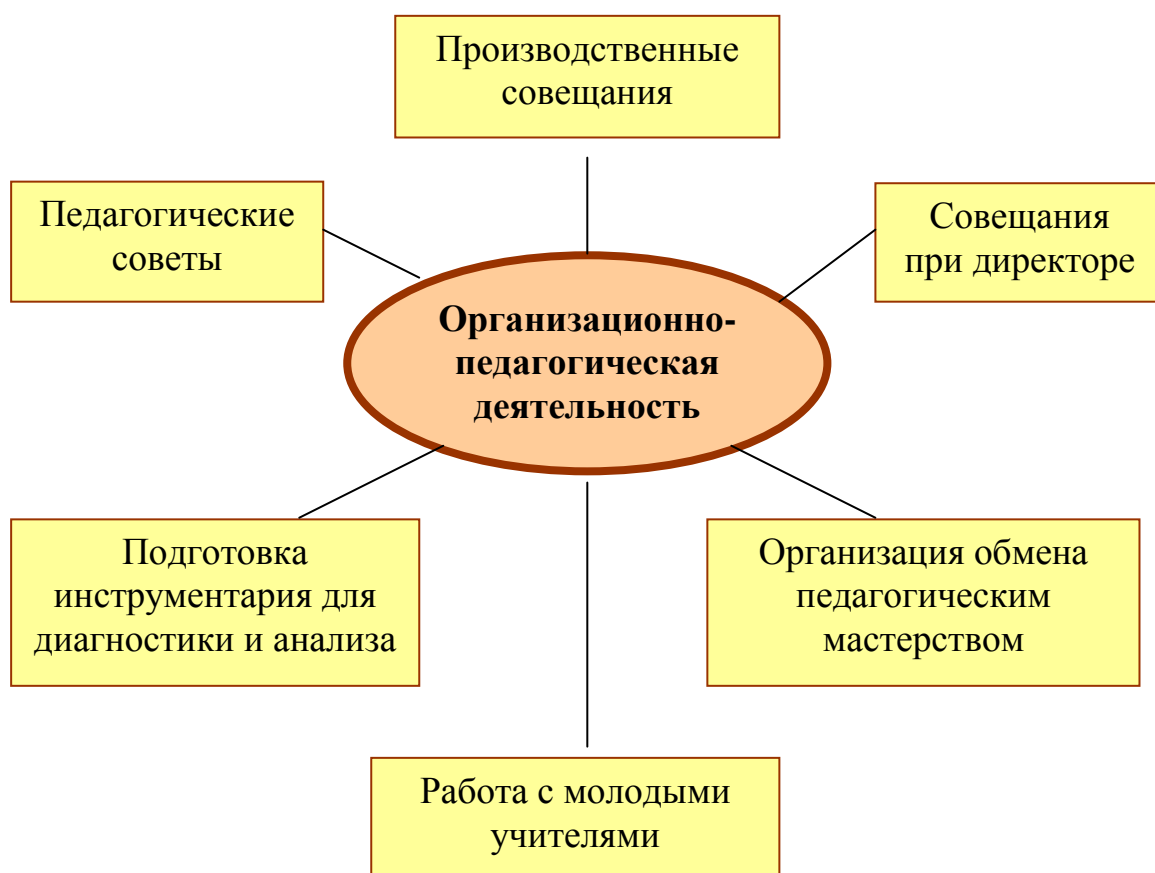 Производственные
совещания
Педагогические
советы
Совещания
при директоре
Организационно-
педагогическая
деятельность
Подготовка
инструментария для
диагностики и анализа
Организация обмена
педагогическим
мастерством
Работа с молодыми
учителями